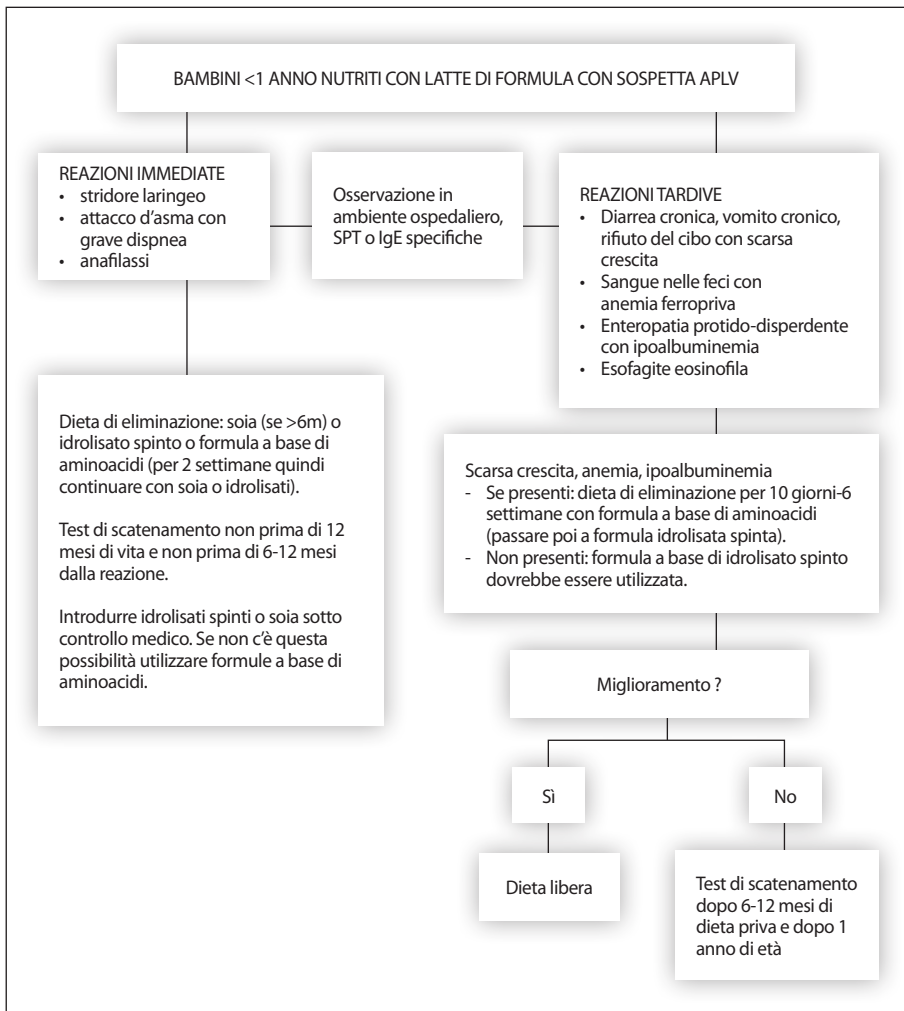 BAMBINI <1 ANNO NUTRITI CON LATTE DI FORMULA CON SOSPETTA APLV
REAZIONI IMMEDIATE
• stridore laringeo
• attacco d'asma con
grave dispnea
• anafilassi
Osservazione in
ambiente ospedaliero,
SPT o IgE specifiche
REAZIONI TARDIVE
• Diarrea cronica, vomito cronico,
rifiuto del cibo con scarsa
crescita
• Sangue nelle feci con
anemia ferropriva
• Enteropatia protido-disperdente
con ipoalbuminemia
• Esofagite eosinofila
Dieta di eliminazione: soia (se >6m) o
idrolisato spinto o formula a base di
aminoacidi (per 2 settimane quindi
continuare con soia o idrolisati).
Test di scatenamento non prima di 12
mesi di vita e non prima di 6-12 mesi
dalla reazione.
Introdurre idrolisati spinti o soia sotto
controllo medico. Se non c'è questa
possibilità utilizzare formule a base di
aminoacidi.
Scarsa crescita, anemia, ipoalbuminemia
- Se presenti: dieta di eliminazione per 10 giorni-6
settimane con formula a base di aminoacidi
(passare poi a formula idrolisata spinta).
- Non presenti: formula a base di idrolisato spinto
dovrebbe essere utilizzata.
Miglioramento ?
Sì
No
Dieta libera
Test di scatenamento
dopo 6-12 mesi di
dieta priva e dopo 1
anno di età